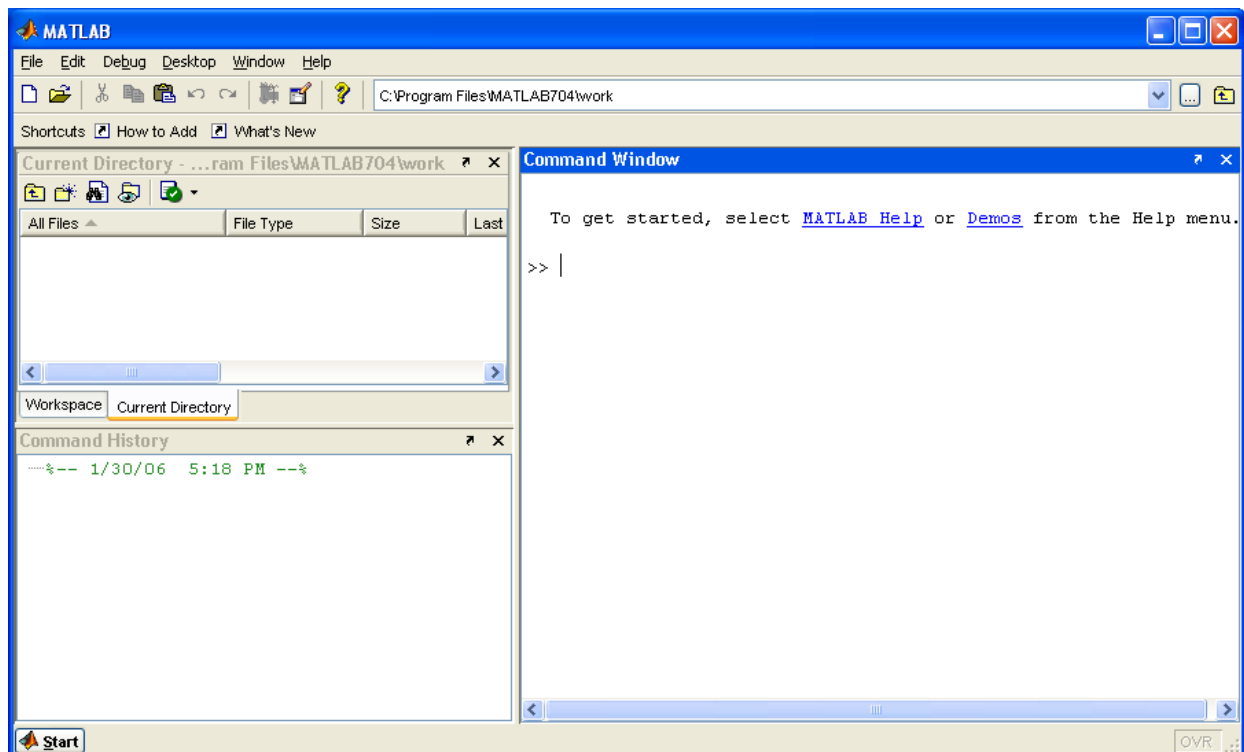 MATLAB
File Edit Debug Desktop Window Help
C:\Program Files\MATLAB704\work
Shortcuts How to Add What's New
Current Directory - ...ram Files\MATLAB704\work
All Files File Type Size Last
Workspace Current Directory
Command History
%-- 1/30/06 5:18 PM --%
Command Window
To get started, select MATLAB Help or Demos from the Help menu.
>>
Start
OVR